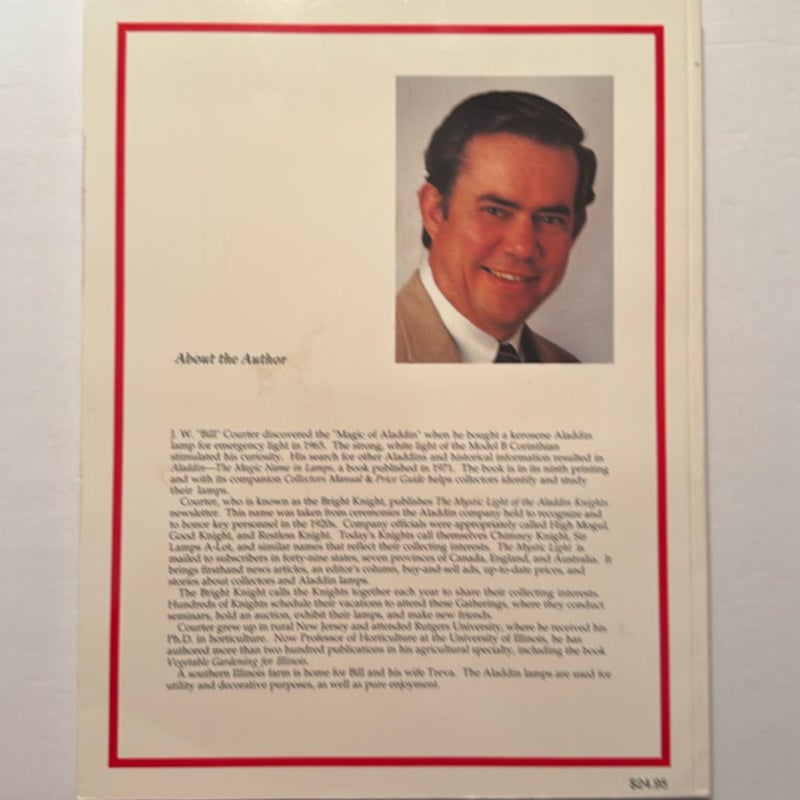 About the Author
J. W. "Bill" Courter discovered the "Magic of Aladdin" when he bought a kerosene Aladdin
lamp for emergency light in 1965. The strong, white light of the Model B Corinthian
stimulated his curiosity. His search for other Aladdins and historical information resulted in
Aladdin—The Magic Name in Lamps, a book published in 1971. The book is in its ninth printing
and with its companion Collectors Manual & Price Guide helps collectors identify and study
their lamps.
Courter, who is known as the Bright Knight, publishes The Mystic Light of the Aladdin Knights
newsletter. This name was taken from ceremonies the Aladdin company held to recognize and
to honor key personnel in the 1920s. Company officials were appropriately called High Mogul,
Good Knight, and Restless Knight. Today's Knights call themselves Chimney Knight, Sir
Lamps A-Lot, and similar names that reflect their collecting interests. The Mystic Light is
mailed to subscribers in forty-nine states, seven provinces of Canada, England, and Australia. It
brings firsthand news articles, an editor's column, buy-and-sell ads, up-to-date prices, and
stories about collectors and Aladdin lamps.
The Bright Knight calls the Knights together each year to share their collecting interests.
Hundreds of Knights schedule their vacations to attend these Gatherings, where they conduct
seminars, hold an auction, exhibit their lamps, and make new friends.
Courter grew up in rural New Jersey and attended Rutgers University, where he received his
Ph.D. in horticulture. Now Professor of Horticulture at the University of Illinois, he has
authored more than two hundred publications in his agricultural specialty, including the book
Vegetable Gardening for Illinois.
A southern Illinois farm is home for Bill and his wife Treva. The Aladdin lamps are used for
utility and decorative purposes, as well as pure enjoyment.
$24.95